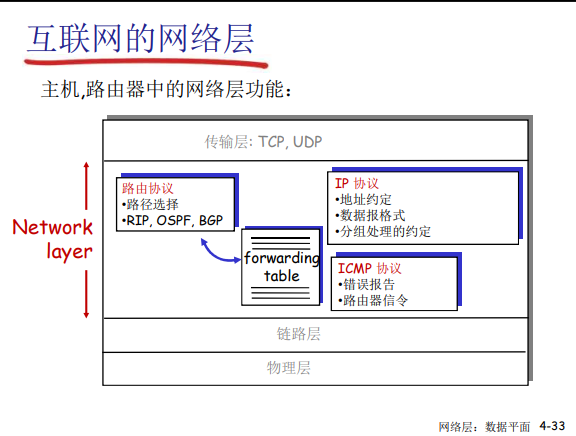 互联网的网络层
主机,路由器中的网络层功能：
传输层: TCP, UDP
路由协议
•路径选择
•RIP, OSPF, BGP
IP 协议
•地址约定
•数据报格式
•分组处理的约定
Network
layer
forwarding
table
ICMP 协议
•错误报告
•路由器信令
链路层
物理层
网络层：数据平面 4-33